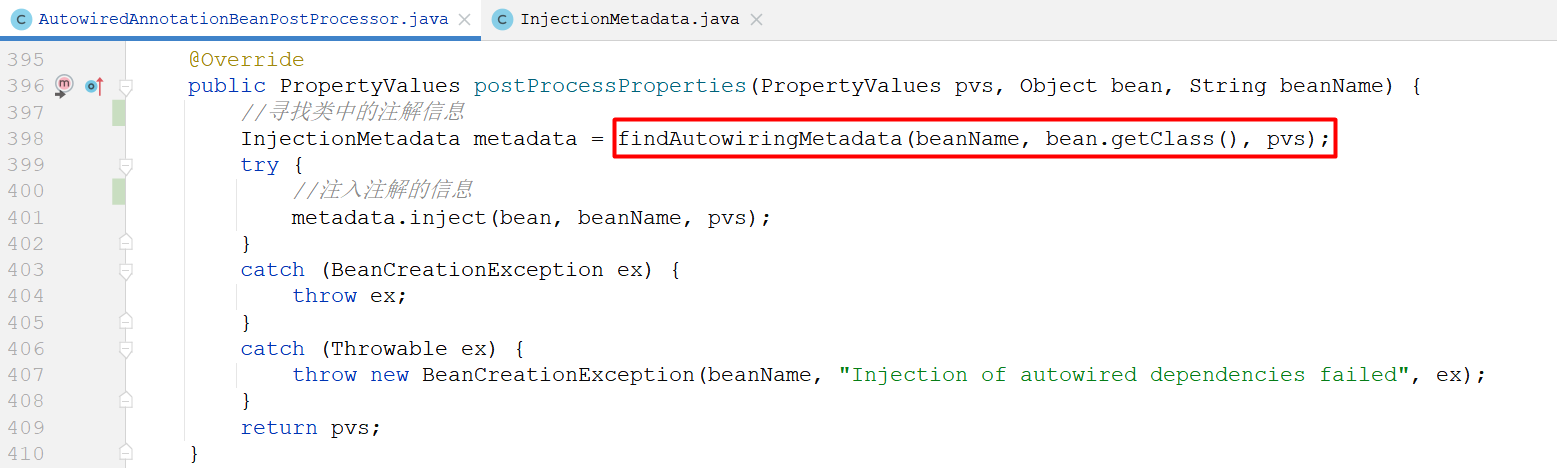 C AutowiredAnnotationBeanPostProcessor.java × C InjectionMetadata.java ×
395 @Override
396 m public PropertyValues postProcessProperties(PropertyValues pvs, Object bean, String beanName) {
397 //寻找类中的注解信息
398 InjectionMetadata metadata = findAutowiringMetadata(beanName, bean.getClass(), pvs);
399 try {
400 //注入注解的信息
401 metadata.inject(bean, beanName, pvs);
402 }
403 catch (BeanCreationException ex) {
404 throw ex;
405 }
406 catch (Throwable ex) {
407 throw new BeanCreationException(beanName, "Injection of autowired dependencies failed", ex);
408 }
409 return pvs;
410 }